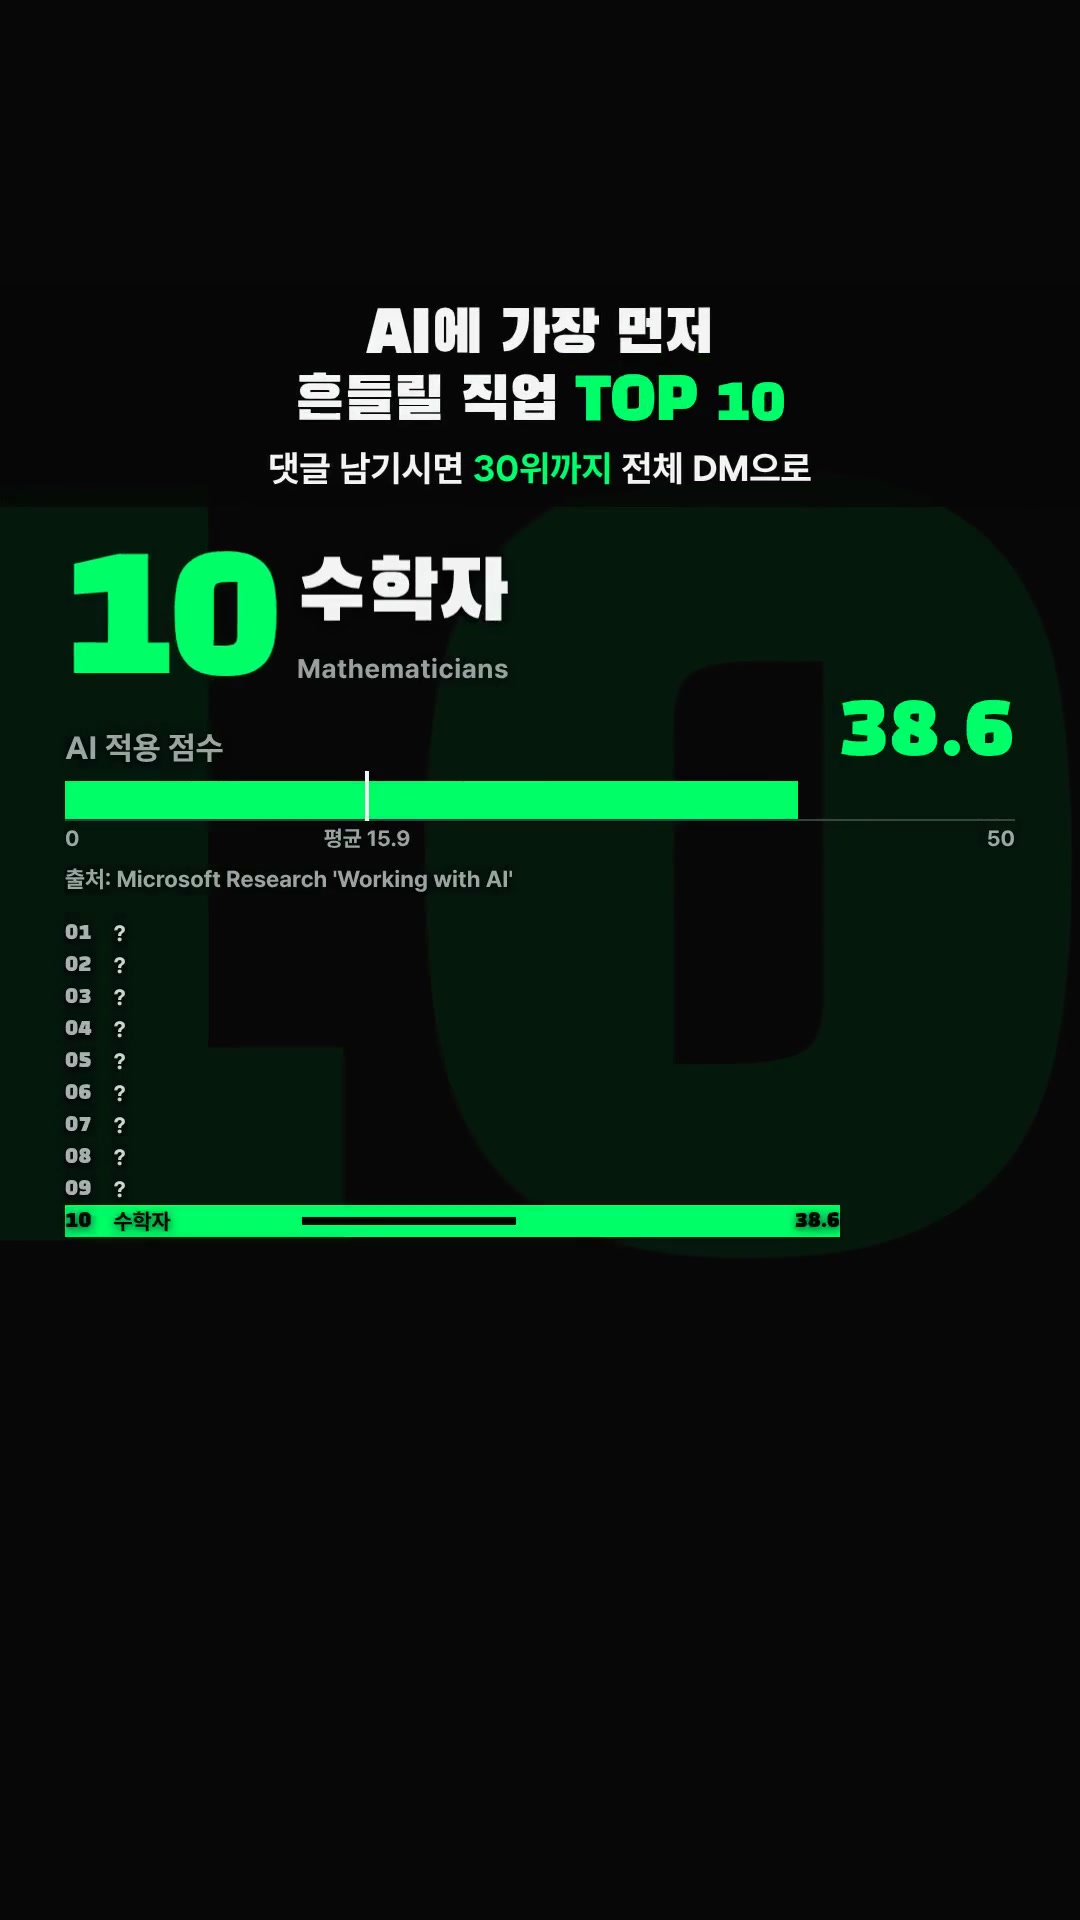 AI에 가장 먼저
흔들릴 직업 TOP 10
댓글 남기시면 30위까지 전체 DM으로
10 수학자
Mathematicians
38.6
AI 적용 점수
0 평균 15.9 50
출처: Microsoft Research 'Working with AI'
01 ?
02 ?
03 ?
04 ?
05 ?
06 ?
07 ?
08 ?
09 ?
10 수학자 38.6